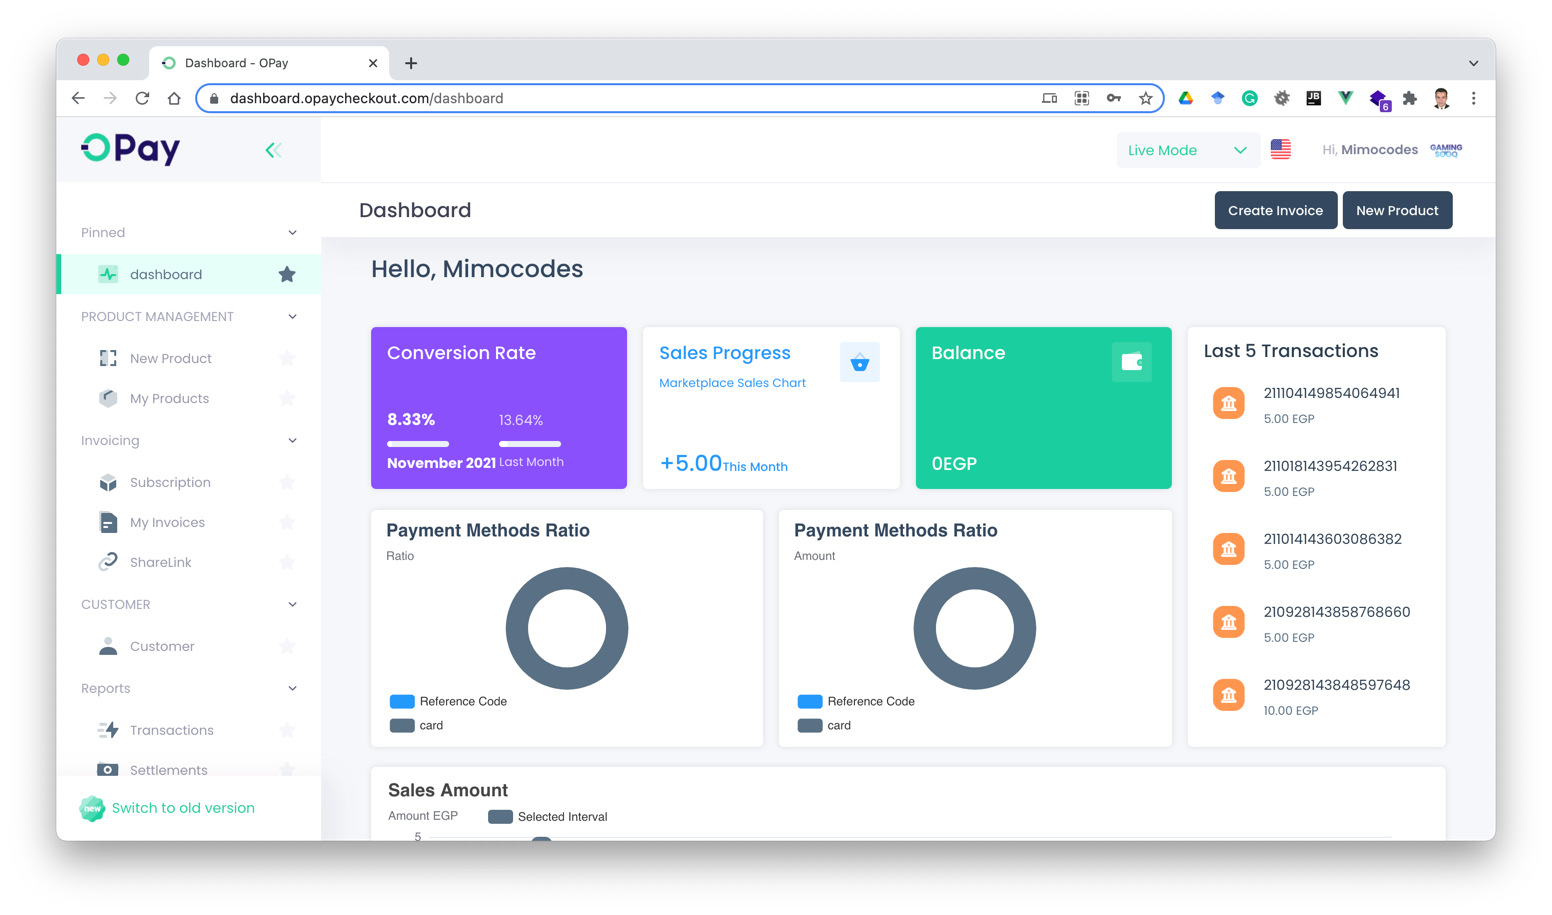 Dashboard - OPay
dashboard.opaycheckout.com/dashboard
JB
6
OPay
Live Mode
Hi, Mimocodes
GAMING
Pinned
dashboard
PRODUCT MANAGEMENT
New Product
My Products
Invoicing
Subscription
My Invoices
ShareLink
CUSTOMER
Customer
Reports
Transactions
Settlements
new
Switch to old version
Dashboard
Create Invoice
New Product
Hello, Mimocodes
Conversion Rate
8.33%
13.64%
November 2021
Last Month
Sales Progress
Marketplace Sales Chart
+5.00 This Month
Balance
0EGP
Last 5 Transactions
211104149854064941
5.00 EGP
211018143954262831
5.00 EGP
211014143603086382
5.00 EGP
210928143858768660
5.00 EGP
210928143848597648
10.00 EGP
Payment Methods Ratio
Ratio
Reference Code
card
Payment Methods Ratio
Amount
Reference Code
card
Sales Amount
Amount EGP
Selected Interval
5